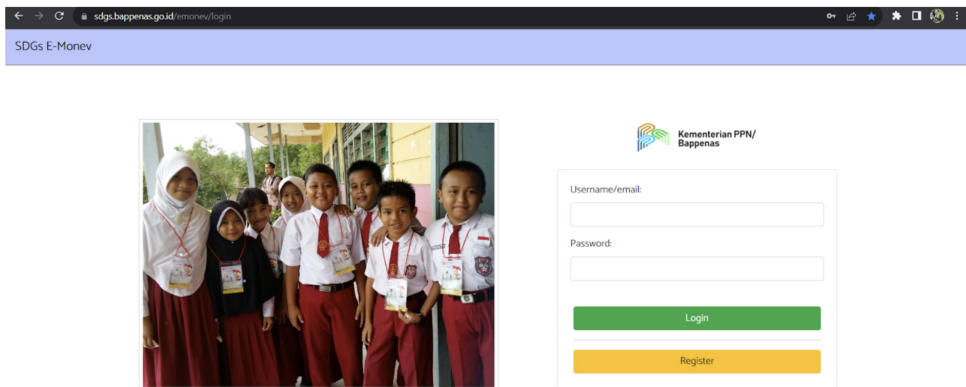 sdgs.bappenas.go.id/emonev/login
SDGs E-Monev
Kementerian PPN/
Bappenas
Username/email:
Password:
Login
Register